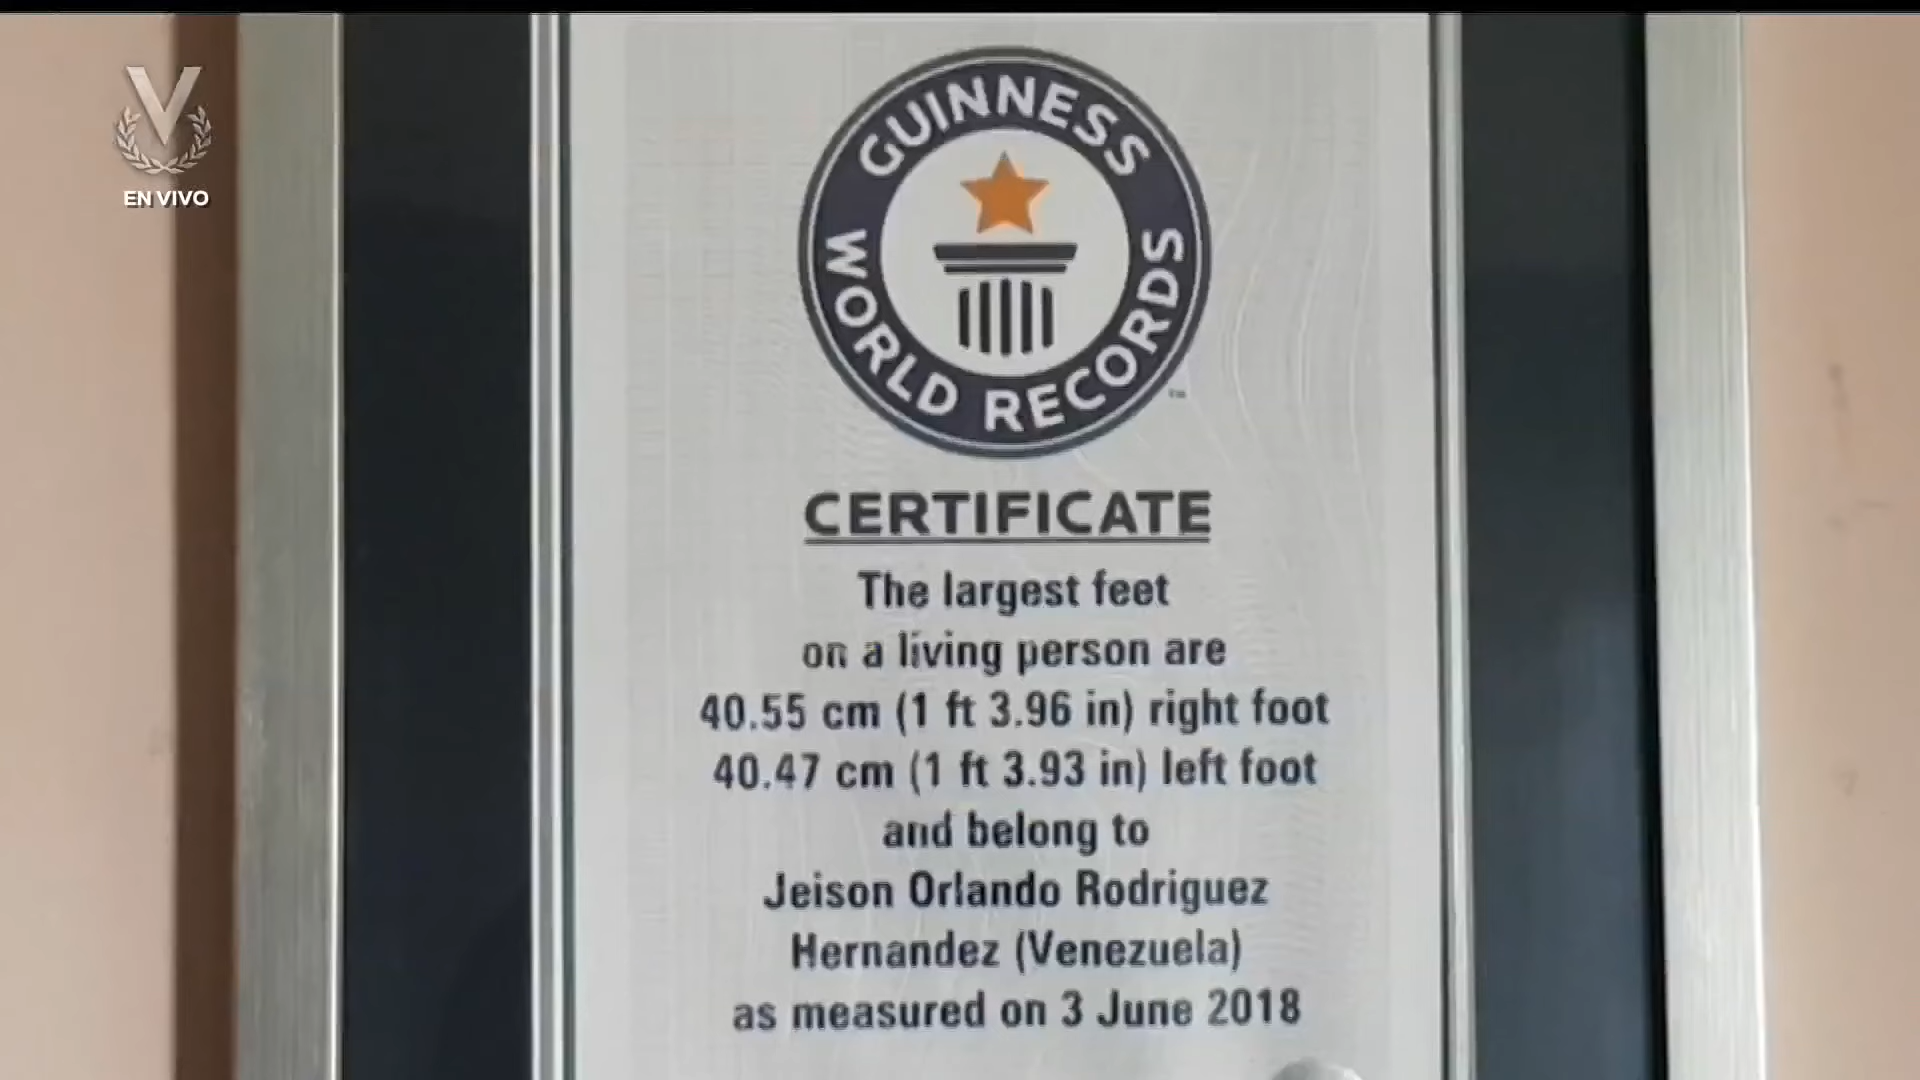 V
EN VIVO
GUINNESS
WORLD RECORDS
™
CERTIFICATE
The largest feet
on a living person are
40.55 cm (1 ft 3.96 in) right foot
40.47 cm (1 ft 3.93 in) left foot
and belong to
Jeison Orlando Rodriguez
Hernandez (Venezuela)
as measured on 3 June 2018